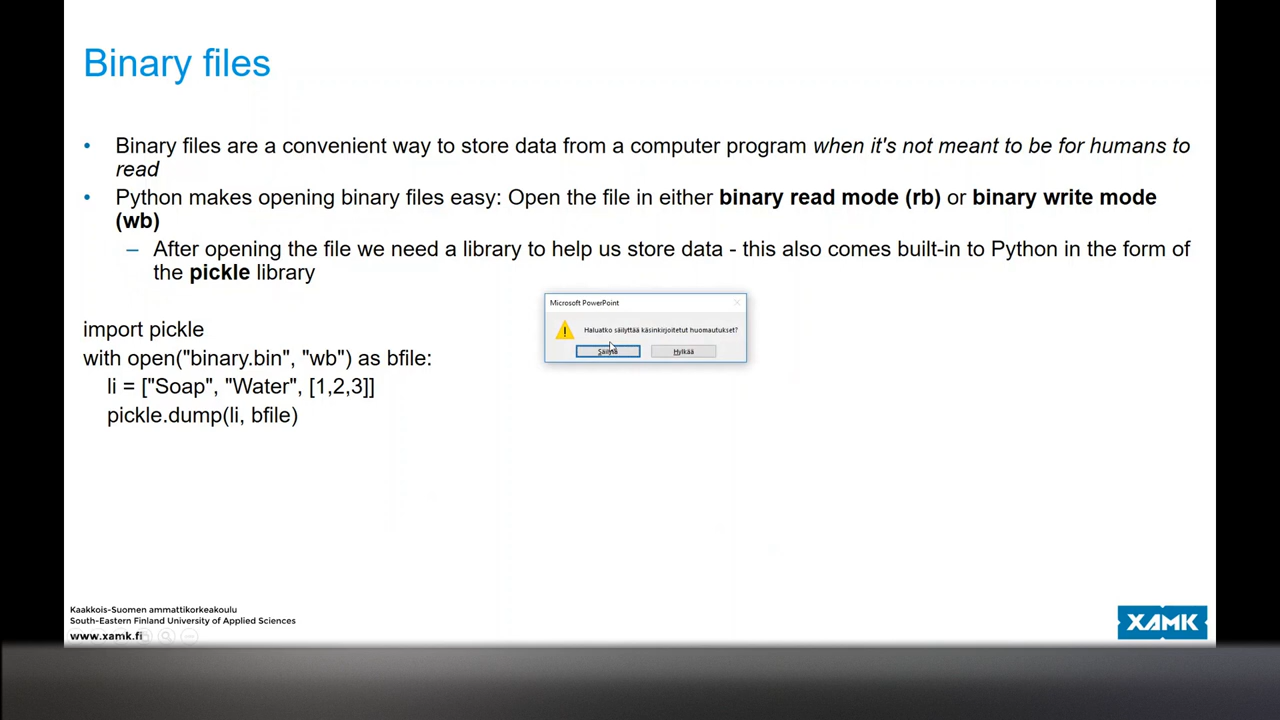 Binary files
• Binary files are a convenient way to store data from a computer program when it's not meant to be for humans to
read
• Python makes opening binary files easy: Open the file in either binary read mode (rb) or binary write mode
(wb)
– After opening the file we need a library to help us store data - this also comes built-in to Python in the form of
the pickle library
Microsoft PowerPoint
Haluatko säilyttää käsinkirjoitetut huomautukset?
Säilytä
Hylkää
import pickle
with open("binary.bin", "wb") as bfile:
li = ["Soap", "Water", [1,2,3]]
pickle.dump(li, bfile)
Kaakkois-Suomen ammattikorkeakoulu
South-Eastern Finland University of Applied Sciences
www.xamk.fi
XAMK